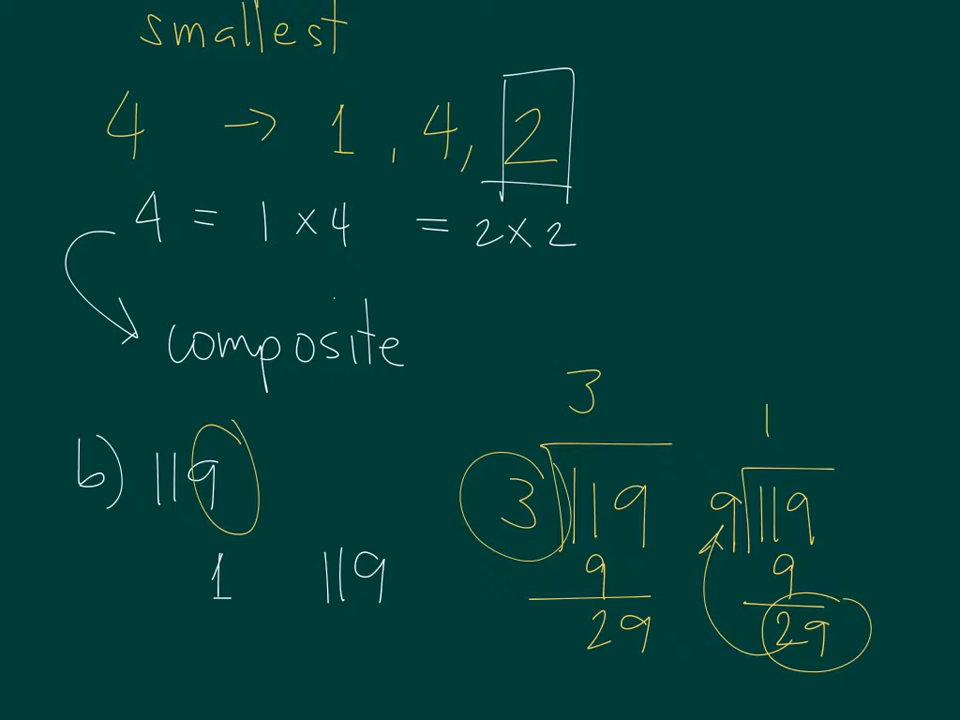 smallest
4 → 1, 4, 2
4 = 1 × 4 = 2 × 2
composite
b) 119
1 119
3
3 119
9
29
1
9 119
9
29